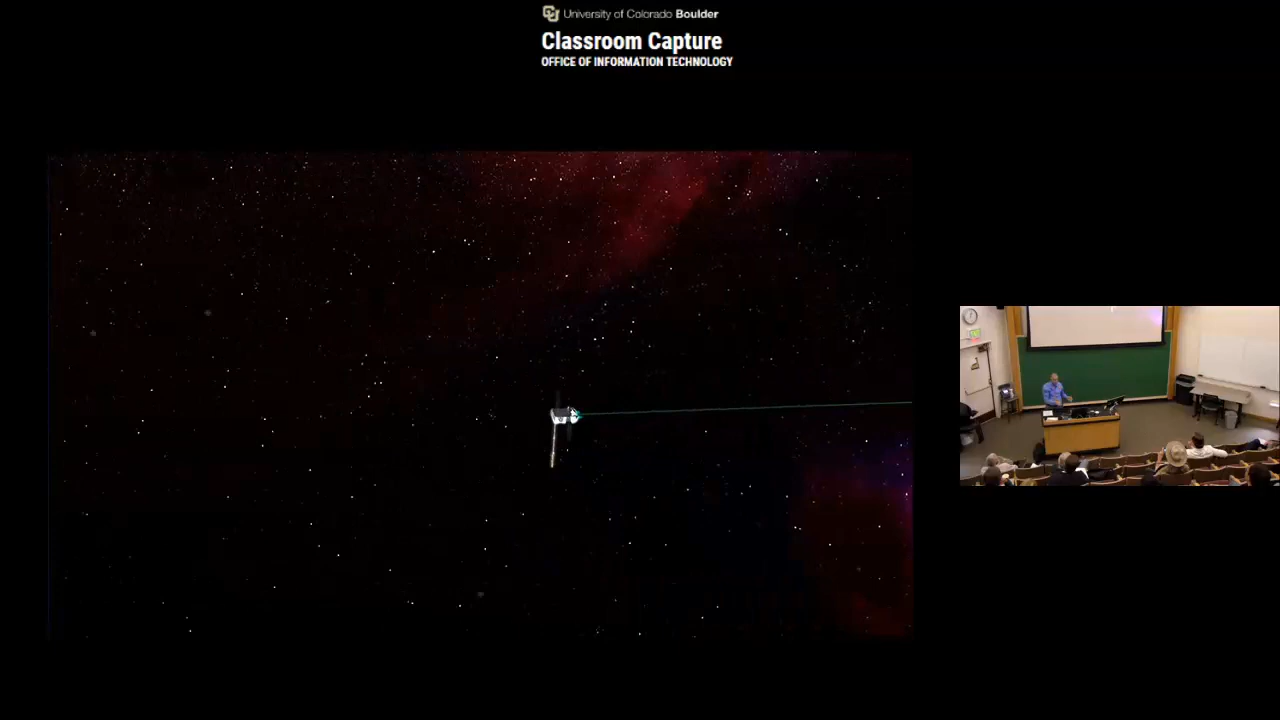 University of Colorado Boulder
Classroom Capture
OFFICE OF INFORMATION TECHNOLOGY